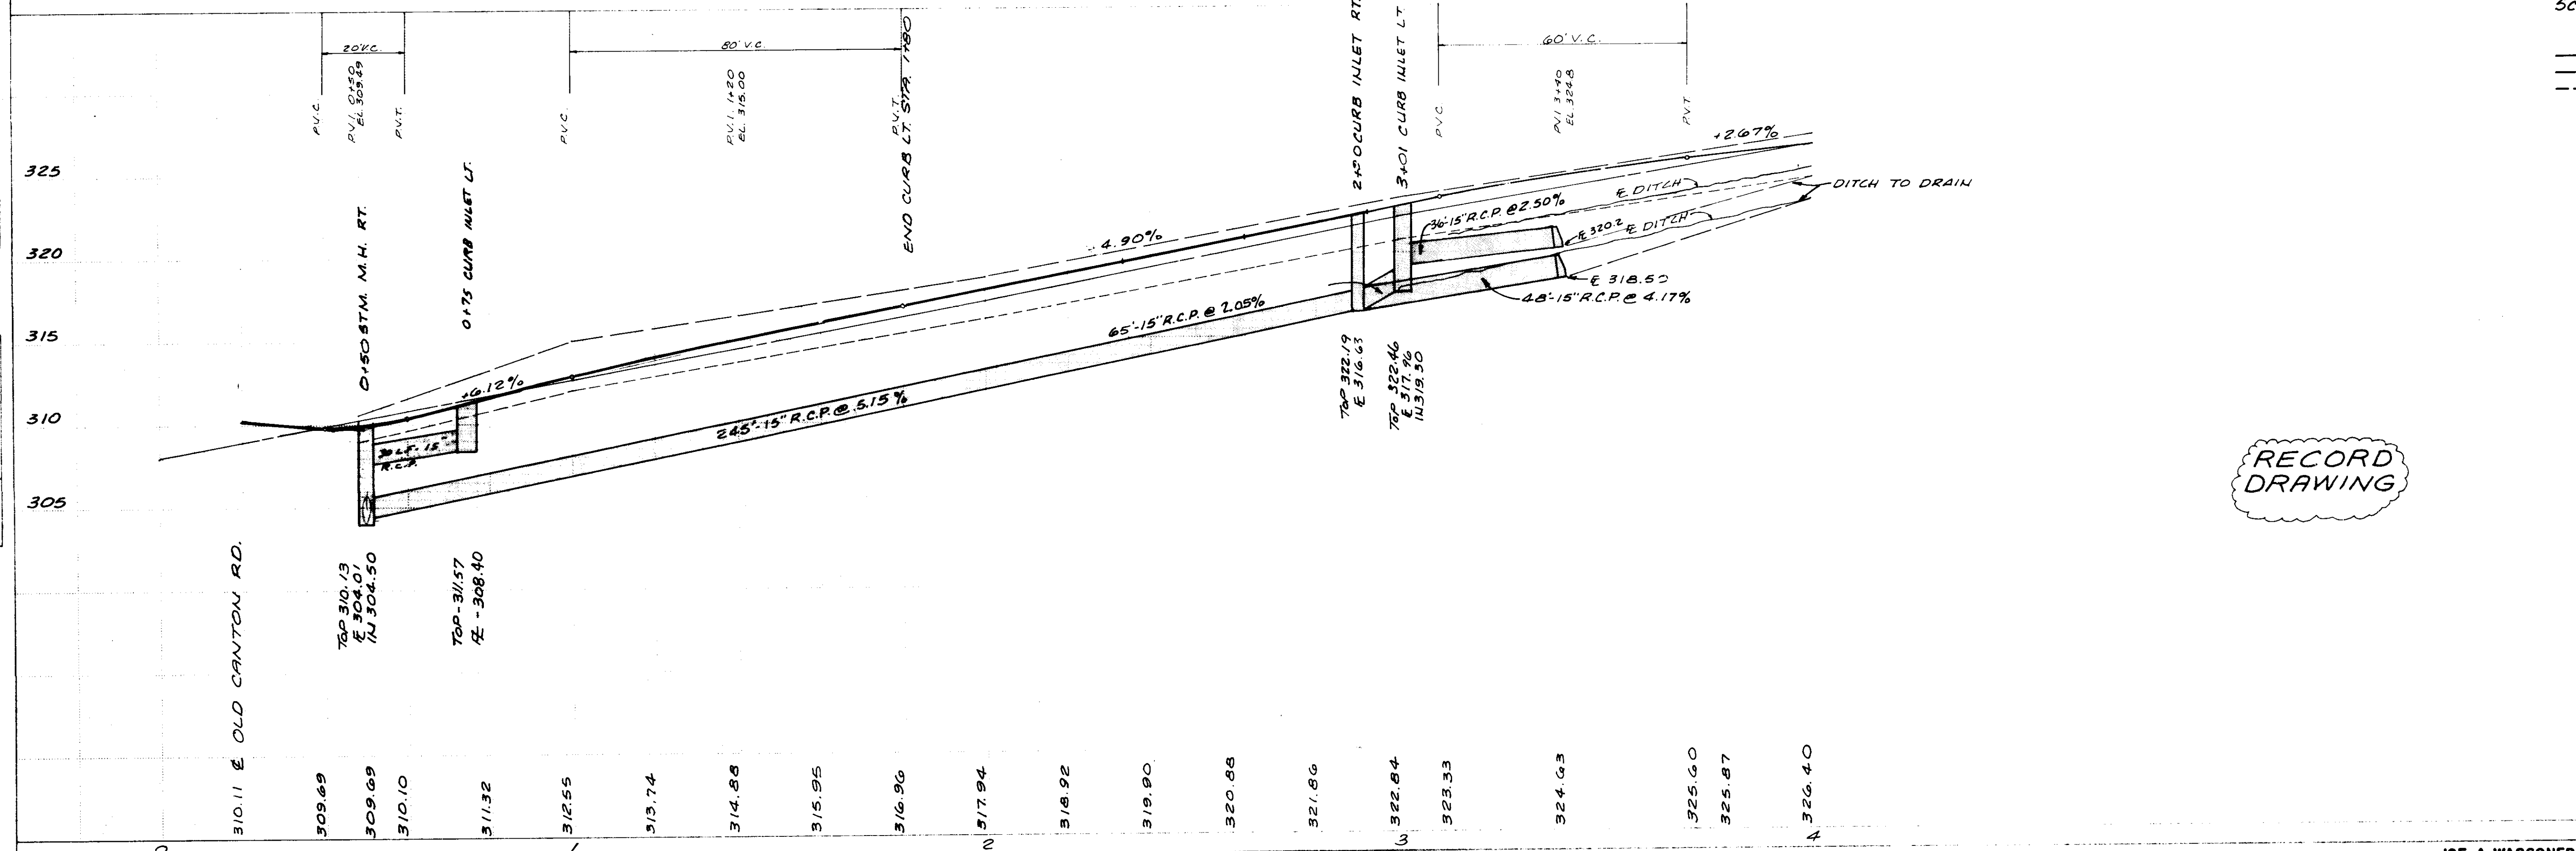 20' V.C.
80' V.C.
60' V.C.
P.V.C.
P.V.I. 0+50
EL. 309.49
P.V.T.
P.V.C.
P.V.I. 1+20
EL. 315.00
P.V.T.
END CURB LT. STA. 1+80
CURB INLET RT.
3+01 CURB INLET LT.
P.V.C.
P.V.I 3+40
EL. 324.8
P.V.T.
325
320
315
310
305
0+50 STM. M.H. RT.
0+75 CURB INLET LT.
+6.12%
4.90%
+2.67%
℄ DITCH
DITCH TO DRAIN
36'-15" R.C.P. @ 2.50%
320.2
℄ DITCH
318.50
48'-15" R.C.P. @ 4.17%
65'-15" R.C.P. @ 2.05%
245'-15" R.C.P. @ 5.15%
30 L.F. - 15"
R.C.P.
TOP 322.19
316.63
TOP 322.46
317.96
IN 319.50
TOP 310.13
304.01
IN 304.50
TOP - 311.57
- 308.40
RECORD
DRAWING
310.11 ℄ OLD CANTON RD.
309.69
309.69
310.10
311.32
312.55
313.74
314.88
315.95
316.96
317.94
318.92
319.90
320.88
321.86
322.84
323.33
324.63
325.60
325.87
326.40
1
2
3
4